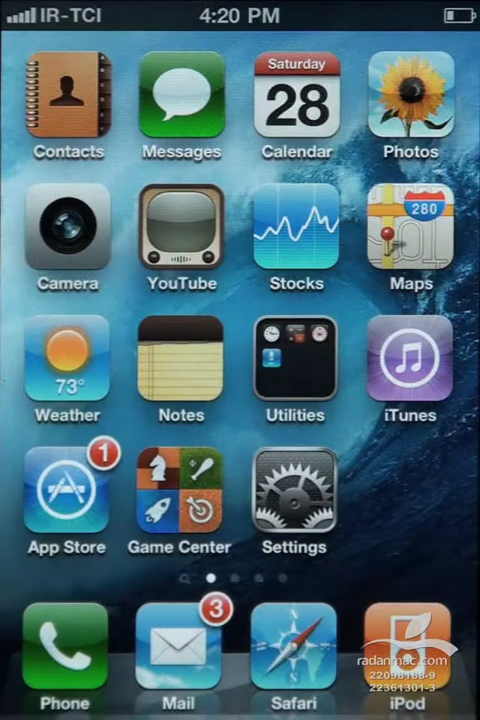 IR-TCI 4:20 PM
Saturday
28
Contacts Messages Calendar Photos
280
Camera YouTube Stocks Maps
73°
Weather Notes Utilities iTunes
1
App Store Game Center Settings
3
radanmac.com
22098168-9
22361301-3
Phone Mail Safari iPod